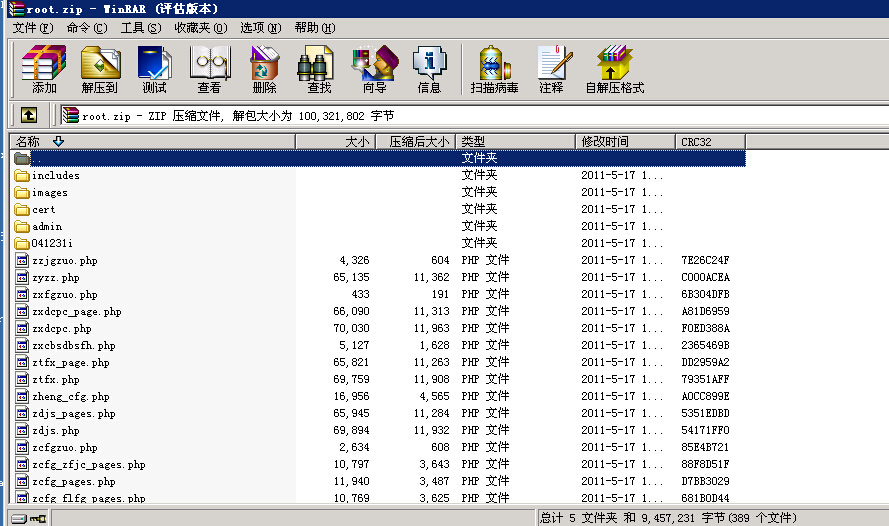 root.zip - WinRAR (评估版本)
文件(F) 命令(C) 工具(S) 收藏夹(O) 选项(N) 帮助(H)
添加 解压到 测试 查看 删除 查找 向导 信息 扫描病毒 注释 自解压格式
root.zip - ZIP 压缩文件, 解包大小为 100,321,802 字节
名称 大小 压缩后大小 类型 修改时间 CRC32
.. 文件夹
includes 文件夹 2011-5-17 1...
images 文件夹 2011-5-17 1...
cert 文件夹 2011-5-17 1...
admin 文件夹 2011-5-17 1...
041231i 文件夹 2011-5-17 1...
zzjgzuo.php 4,326 604 PHP 文件 2011-5-17 1... 7E26C24F
zyzz.php 65,135 11,362 PHP 文件 2011-5-17 1... C000ACEA
zxfgzuo.php 433 191 PHP 文件 2011-5-17 1... 6B304DFB
zxdcpc_page.php 66,090 11,313 PHP 文件 2011-5-17 1... A81D6959
zxdcpc.php 70,030 11,963 PHP 文件 2011-5-17 1... F0ED388A
zxcbsdbsfh.php 5,127 1,628 PHP 文件 2011-5-17 1... 2365469B
ztfx_page.php 65,821 11,263 PHP 文件 2011-5-17 1... DD2959A2
ztfx.php 69,759 11,908 PHP 文件 2011-5-17 1... 79351AFF
zheng_cfg.php 16,956 4,565 PHP 文件 2011-5-17 1... A0CC899E
zdjs_pages.php 65,945 11,284 PHP 文件 2011-5-17 1... 5351EDBD
zdjs.php 69,894 11,932 PHP 文件 2011-5-17 1... 54171FF0
zcfgzuo.php 2,634 608 PHP 文件 2011-5-17 1... 85E4B721
zcfg_zfjc_pages.php 10,797 3,643 PHP 文件 2011-5-17 1... 88F8D51F
zcfg_pages.php 11,940 3,487 PHP 文件 2011-5-17 1... D7BB3029
zcfg_flfg_pages.php 10,769 3,625 PHP 文件 2011-5-17 1... 681B0D44
总计 5 文件夹 和 9,457,231 字节(389 个文件)